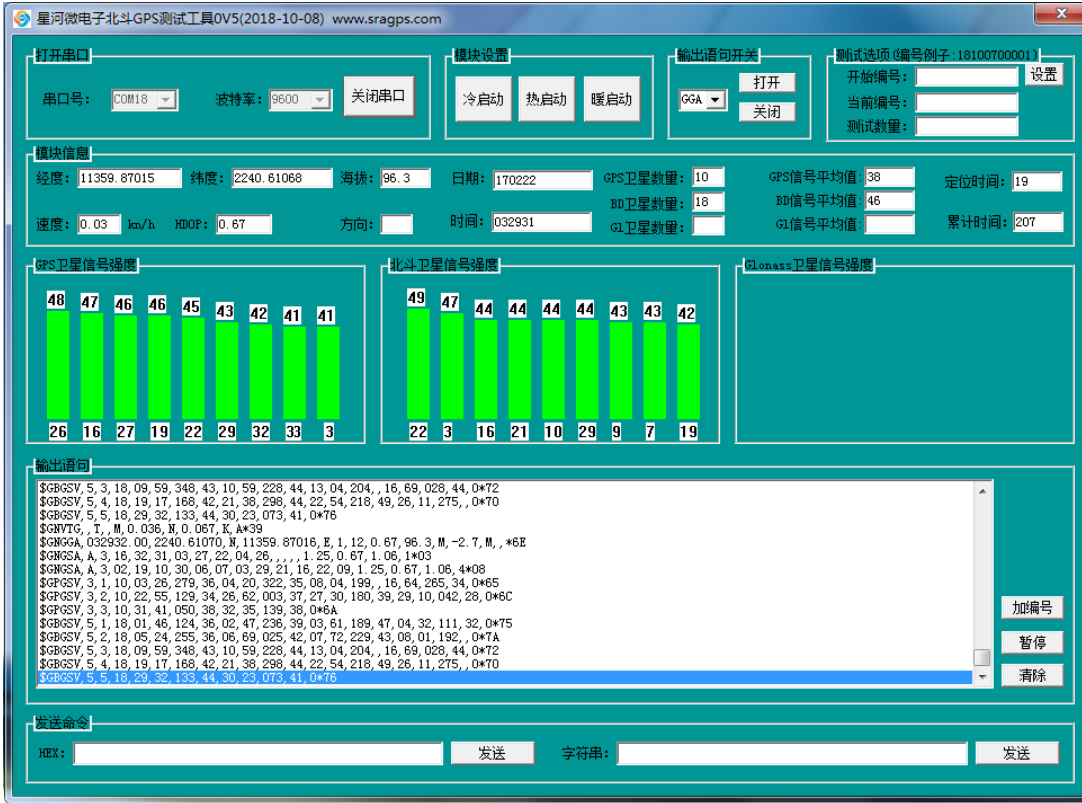 星河微电子北斗GPS测试工具0V5(2018-10-08) www.sragps.com
打开串口
串口号： COM18 波特率： 9600 关闭串口
模块设置
冷启动 热启动 暖启动
输出语句开关
GGA 打开
关闭
测试选项(编号例子:18100700001)
开始编号： 设置
当前编号：
测试数量：
模块信息
经度： 11359.87015 纬度： 2240.61068 海拔： 96.3 日期： 170222 GPS卫星数量： 10 GPS信号平均值： 38 定位时间： 19
BD卫星数量： 18 BD信号平均值： 46
速度： 0.03 km/h HDOP： 0.67 方向： 时间： 032931 Gl卫星数量： Gl信号平均值： 累计时间： 207
GPS卫星信号强度
48 47 46 46 45 43 42 41 41
26 16 27 19 22 29 32 33 3
北斗卫星信号强度
49 47 44 44 44 44 43 43 42
22 3 16 21 10 29 9 7 19
Glonass卫星信号强度
输出语句
$GBGSV,5,3,18,09,59,348,43,10,59,228,44,13,04,204,,16,69,028,44,0*72
$GBGSV,5,4,18,19,17,168,42,21,38,298,44,22,54,218,49,26,11,275,,0*70
$GBGSV,5,5,18,29,32,133,44,30,23,073,41,0*76
$GNVTG,,T,,M,0.036,N,0.067,K,A*39
$GNGGA,032932.00,2240.61070,N,11359.87016,E,1,12,0.67,96.3,M,-2.7,M,,*6E
$GNGSA,A,3,16,32,31,03,27,22,04,26,,,,,1.25,0.67,1.06,1*03
$GNGSA,A,3,02,19,10,30,06,07,03,29,21,16,22,09,1.25,0.67,1.06,4*08
$GPGSV,3,1,10,03,26,279,36,04,20,322,35,08,04,199,,16,64,265,34,0*65
$GPGSV,3,2,10,22,55,129,34,26,62,003,37,27,30,180,39,29,10,042,28,0*6C
$GPGSV,3,3,10,31,41,050,38,32,35,139,38,0*6A
$GBGSV,5,1,18,01,46,124,36,02,47,236,39,03,61,189,47,04,32,111,32,0*75
$GBGSV,5,2,18,05,24,255,36,06,69,025,42,07,72,229,43,08,01,192,,0*7A
$GBGSV,5,3,18,09,59,348,43,10,59,228,44,13,04,204,,16,69,028,44,0*72
$GBGSV,5,4,18,19,17,168,42,21,38,298,44,22,54,218,49,26,11,275,,0*70
$GBGSV,5,5,18,29,32,133,44,30,23,073,41,0*76
加编号
暂停
清除
发送命令
HEX： 发送 字符串： 发送